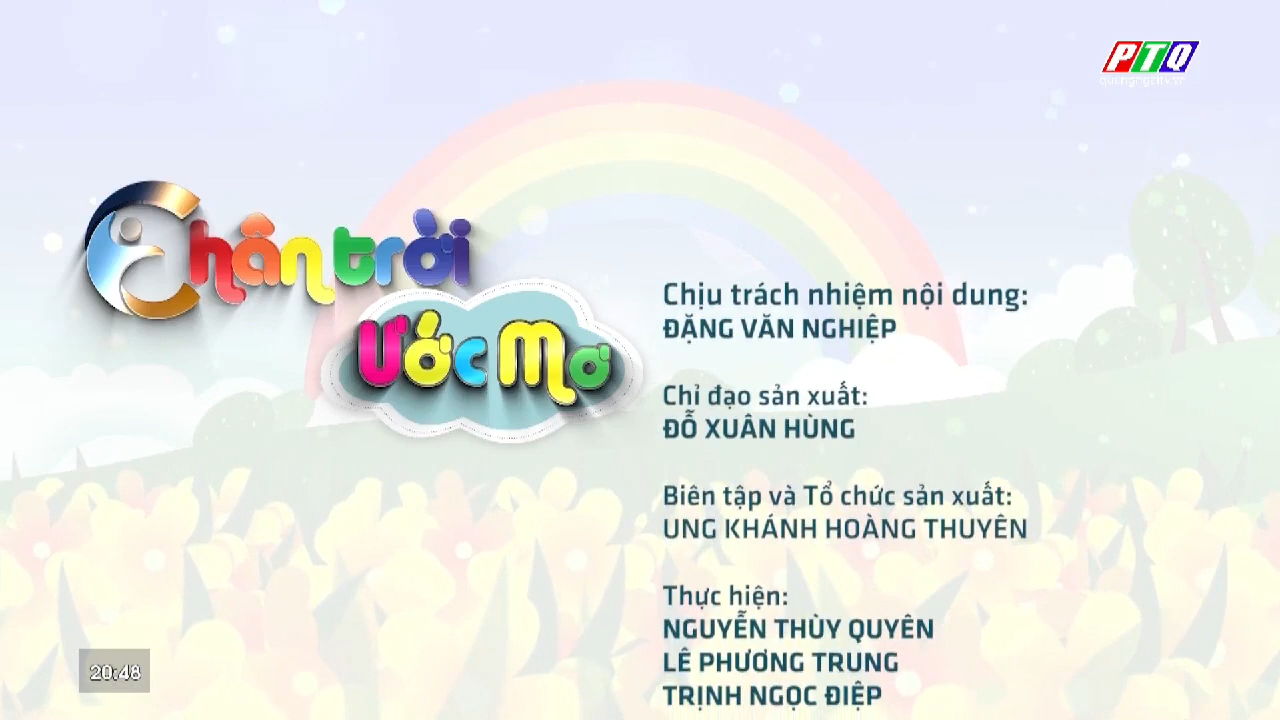 PTQ
quangngaitv.vn
Chân trời
Ước Mơ
Chịu trách nhiệm nội dung:
ĐẶNG VĂN NGHIỆP
Chỉ đạo sản xuất:
ĐỖ XUÂN HÙNG
Biên tập và Tổ chức sản xuất:
UNG KHÁNH HOÀNG THUYÊN
Thực hiện:
NGUYỄN THÙY QUYÊN
LÊ PHƯƠNG TRUNG
TRỊNH NGỌC ĐIỆP
20:48